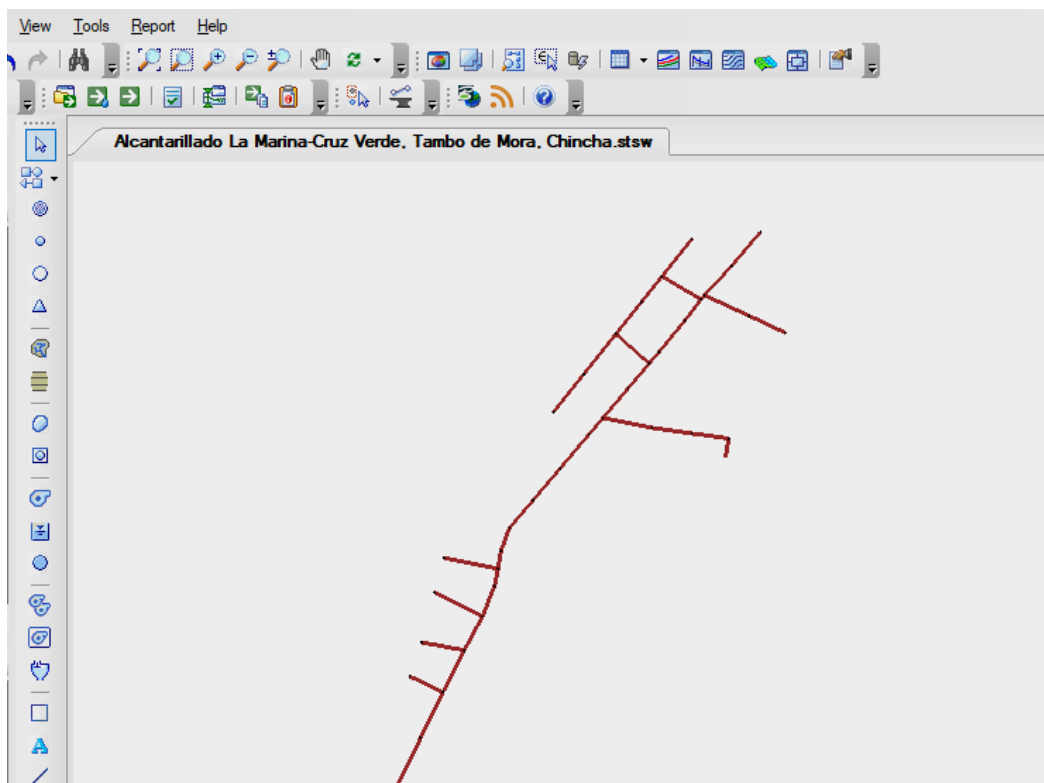 View Tools Report Help
Alcantarillado La Marina-Cruz Verde, Tambo de Mora, Chincha.stsw